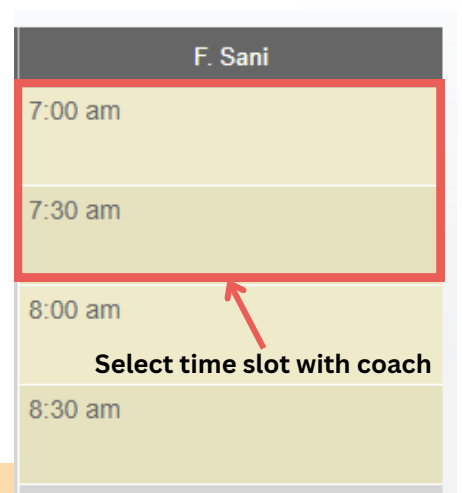 F. Sani
7:00 am
7:30 am
8:00 am
Select time slot with coach
8:30 am